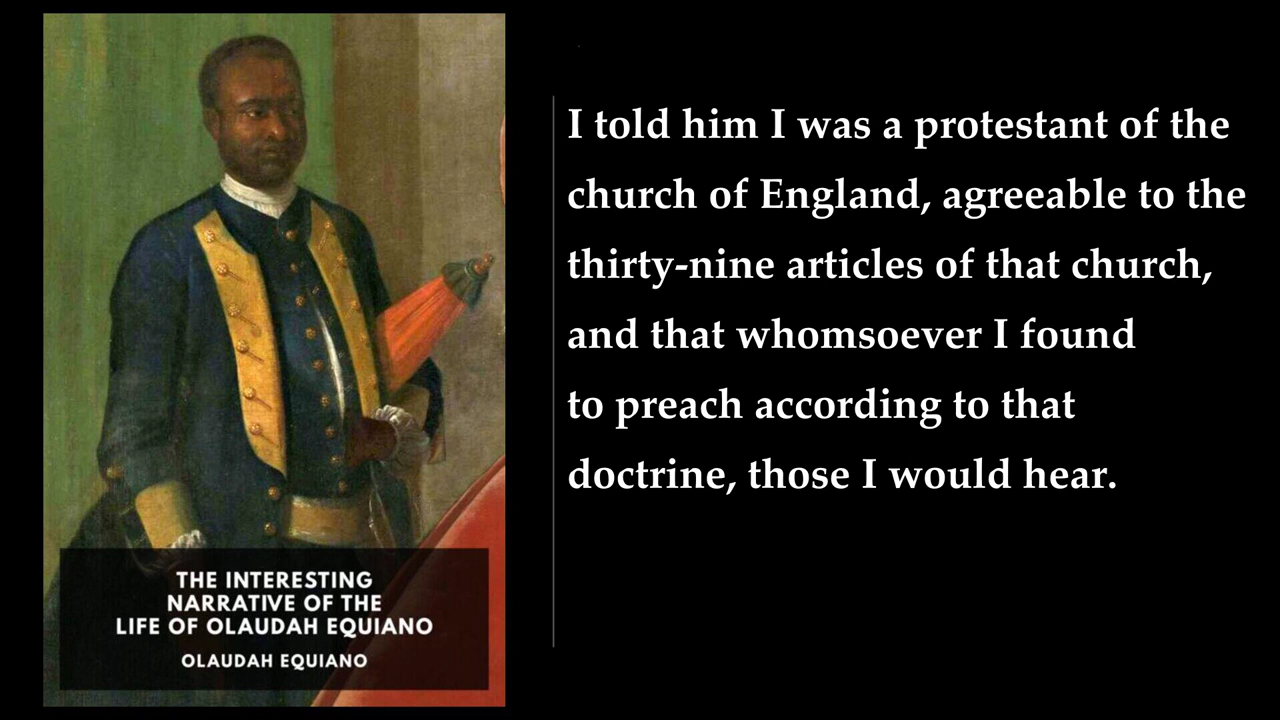 THE INTERESTING
NARRATIVE OF THE
LIFE OF OLAUDAH EQUIANO
OLAUDAH EQUIANO
I told him I was a protestant of the
church of England, agreeable to the
thirty-nine articles of that church,
and that whomsoever I found
to preach according to that
doctrine, those I would hear.